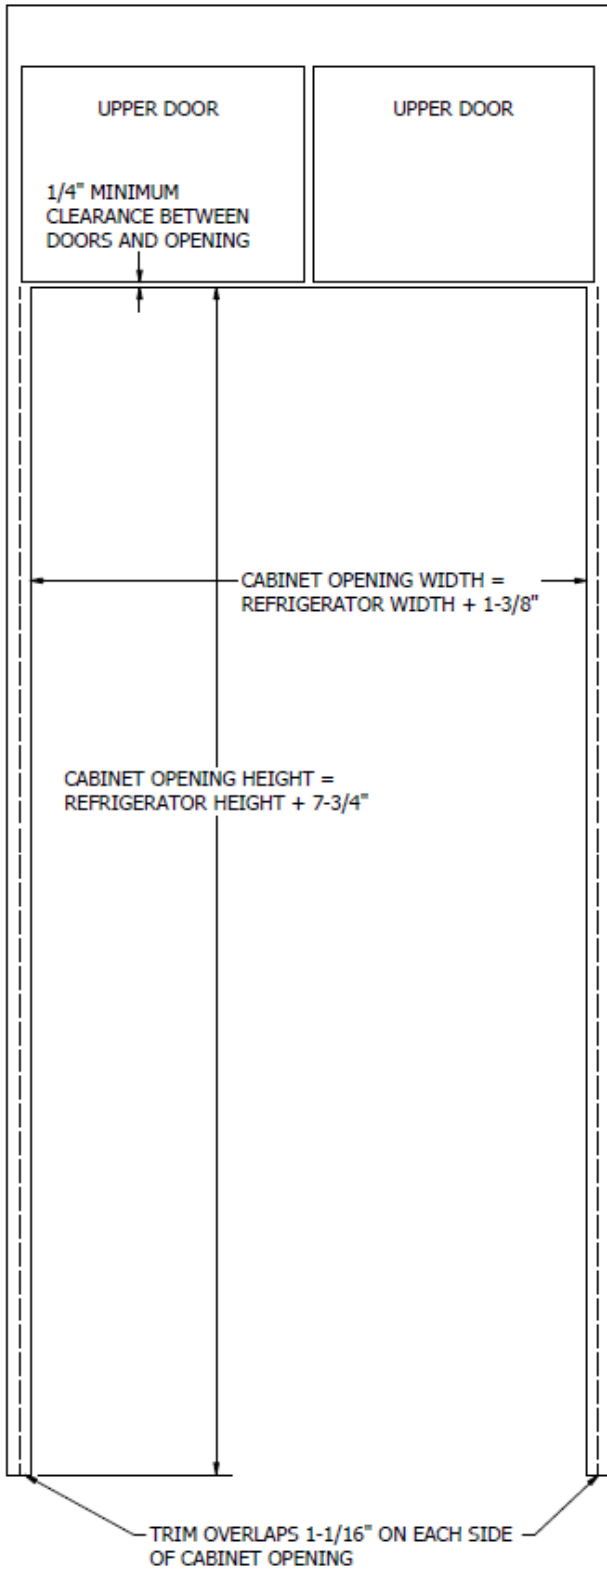 UPPER DOOR
UPPER DOOR
1/4" MINIMUM
CLEARANCE BETWEEN
DOORS AND OPENING
CABINET OPENING WIDTH =
REFRIGERATOR WIDTH + 1-3/8"
CABINET OPENING HEIGHT =
REFRIGERATOR HEIGHT + 7-3/4"
TRIM OVERLAPS 1-1/16" ON EACH SIDE
OF CABINET OPENING